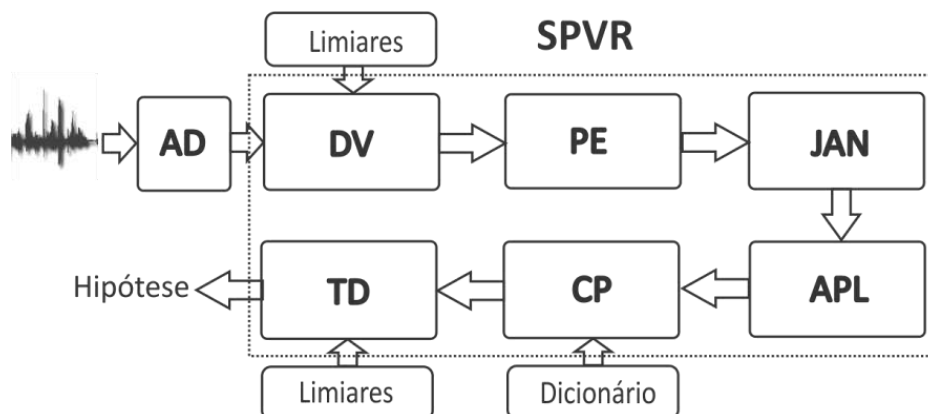 Limiares
SPVR
AD
DV
PE
JAN
Hipótese
TD
CP
APL
Limiares
Dicionário